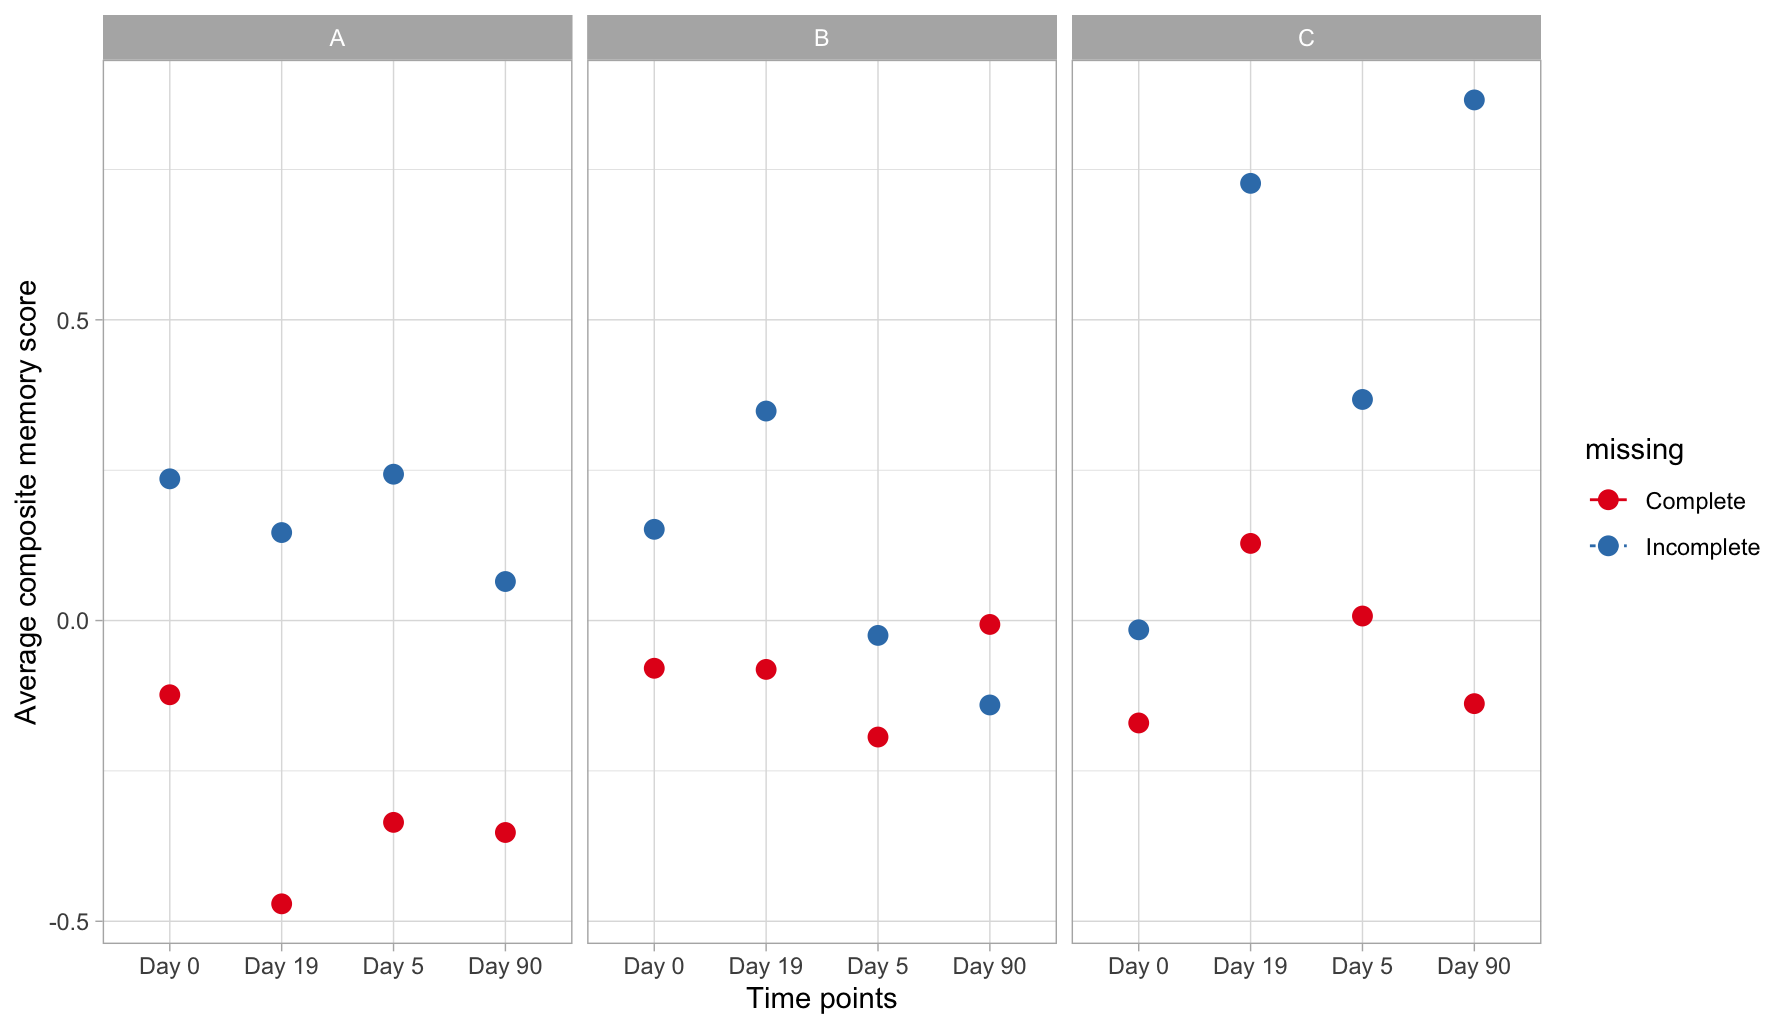 A B C
Average composite memory score
0.5
0.0
-0.5
Day 0 Day 19 Day 5 Day 90 Day 0 Day 19 Day 5 Day 90 Day 0 Day 19 Day 5 Day 90
Time points
missing
Complete
Incomplete